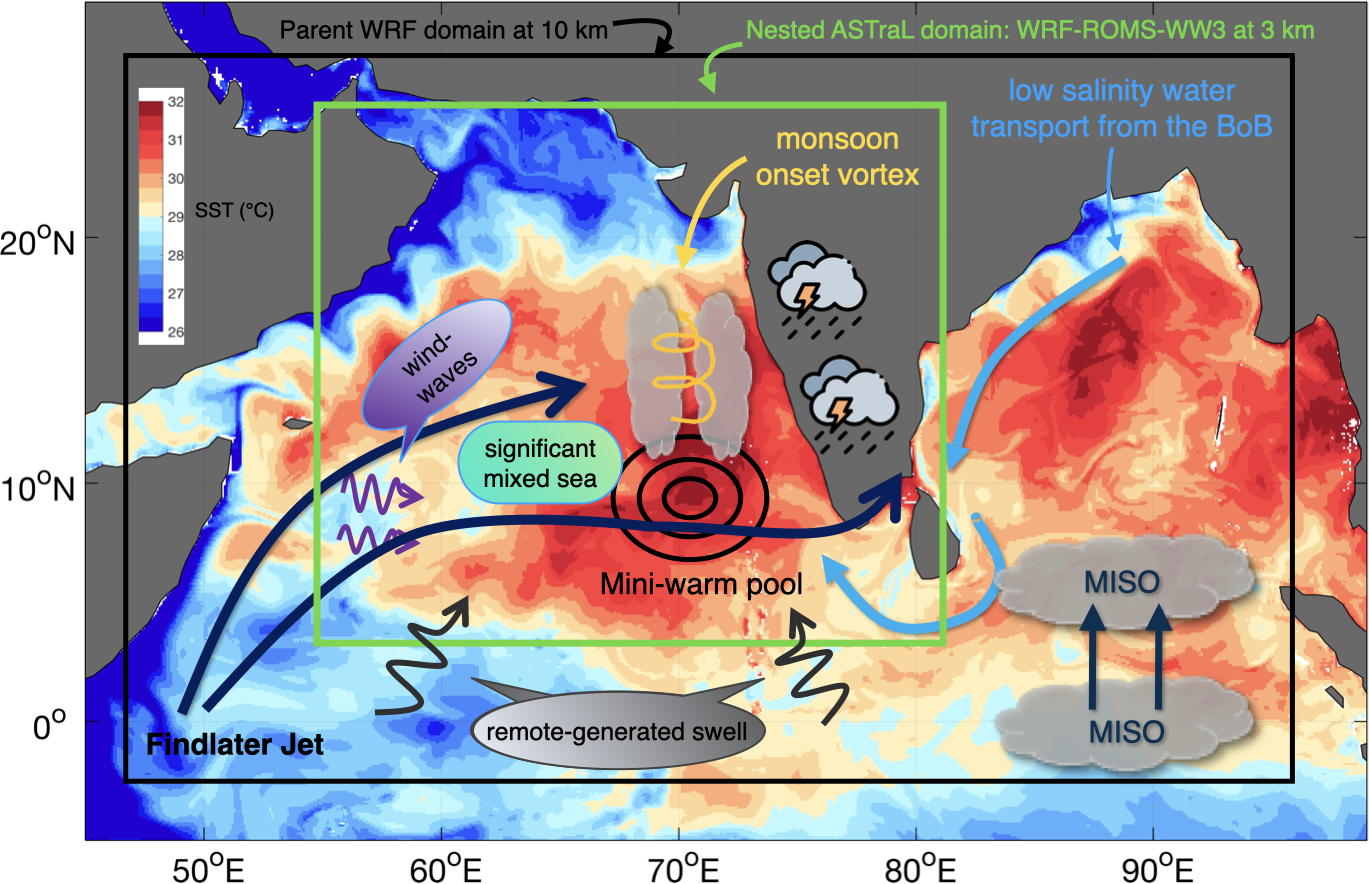 Parent WRF domain at 10 km
Nested ASTraL domain: WRF-ROMS-WW3 at 3 km
low salinity water
transport from the BoB
monsoon
onset vortex
32
31
30
29
28
27
26
SST (°C)
20°N
10°N
0°
wind-
waves
significant
mixed sea
Mini-warm pool
MISO
MISO
remote-generated swell
Findlater Jet
50°E
60°E
70°E
80°E
90°E